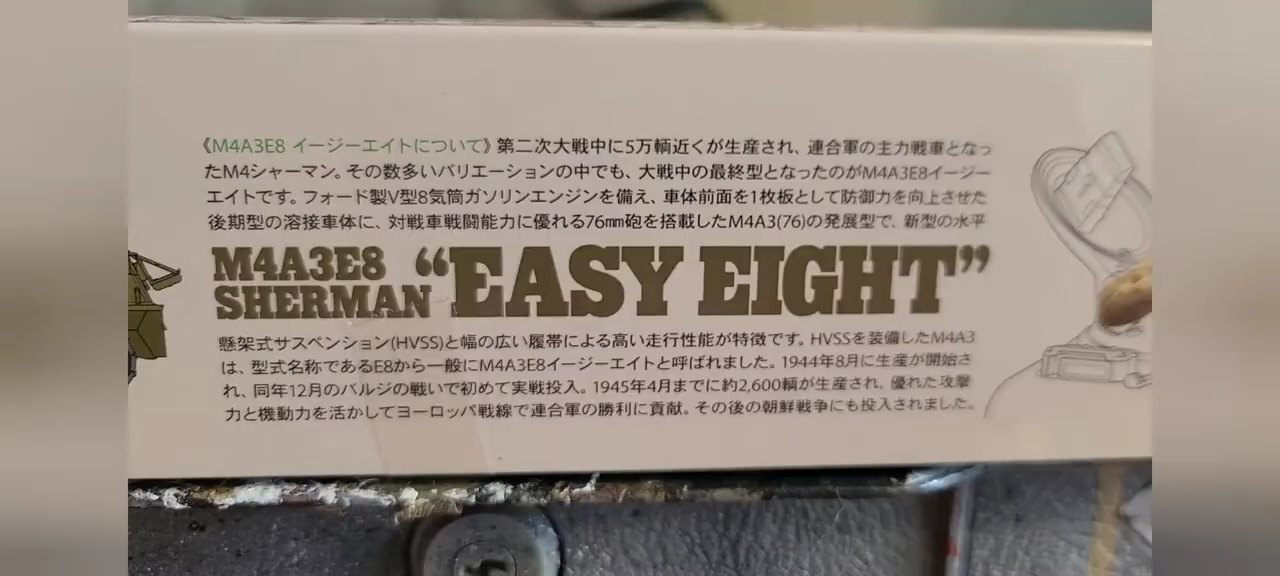 《M4A3E8 イージーエイトについて》第二次大戦中に5万輌近くが生産され、連合軍の主力戦車となっ
たM4シャーマン。その数多いバリエーションの中でも、大戦中の最終型となったのがM4A3E8イージー
エイトです。フォード製V型8気筒ガソリンエンジンを備え、車体前面を1枚板として防御力を向上させた
後期型の溶接車体に、対戦車戦闘能力に優れる76mm砲を搭載したM4A3(76)の発展型で、新型の水平
M4A3E8
SHERMAN
“EASY EIGHT”
懸架式サスペンション(HVSS)と幅の広い履帯による高い走行性能が特徴です。HVSSを装備したM4A3
は、型式名称であるE8から一般にM4A3E8イージーエイトと呼ばれました。1944年8月に生産が開始さ
れ、同年12月のバルジの戦いで初めて実戦投入。1945年4月までに約2,600輌が生産され、優れた攻撃
力と機動力を活かしてヨーロッパ戦線で連合軍の勝利に貢献。その後の朝鮮戦争にも投入されました。